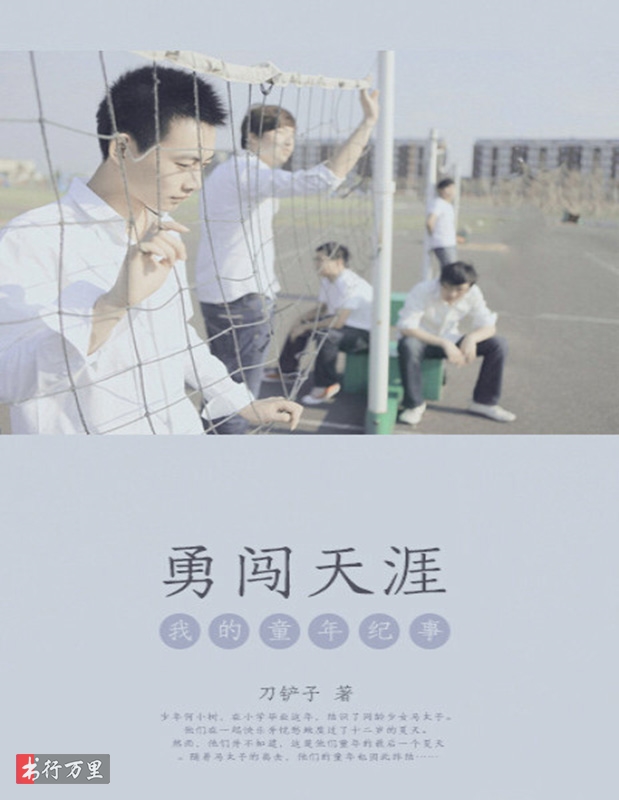 勇闯天涯
我的童年纪事
刀铲子 著
少年何小树，在小学毕业这年，结识了同龄少女马太子。
他们在一起快乐并忧愁地度过了十二岁的夏天。
然而，他们并不知道，这是他们童年的最后一个夏天
。随着马太子的离去，他们的童年也因此终结……
书行万里